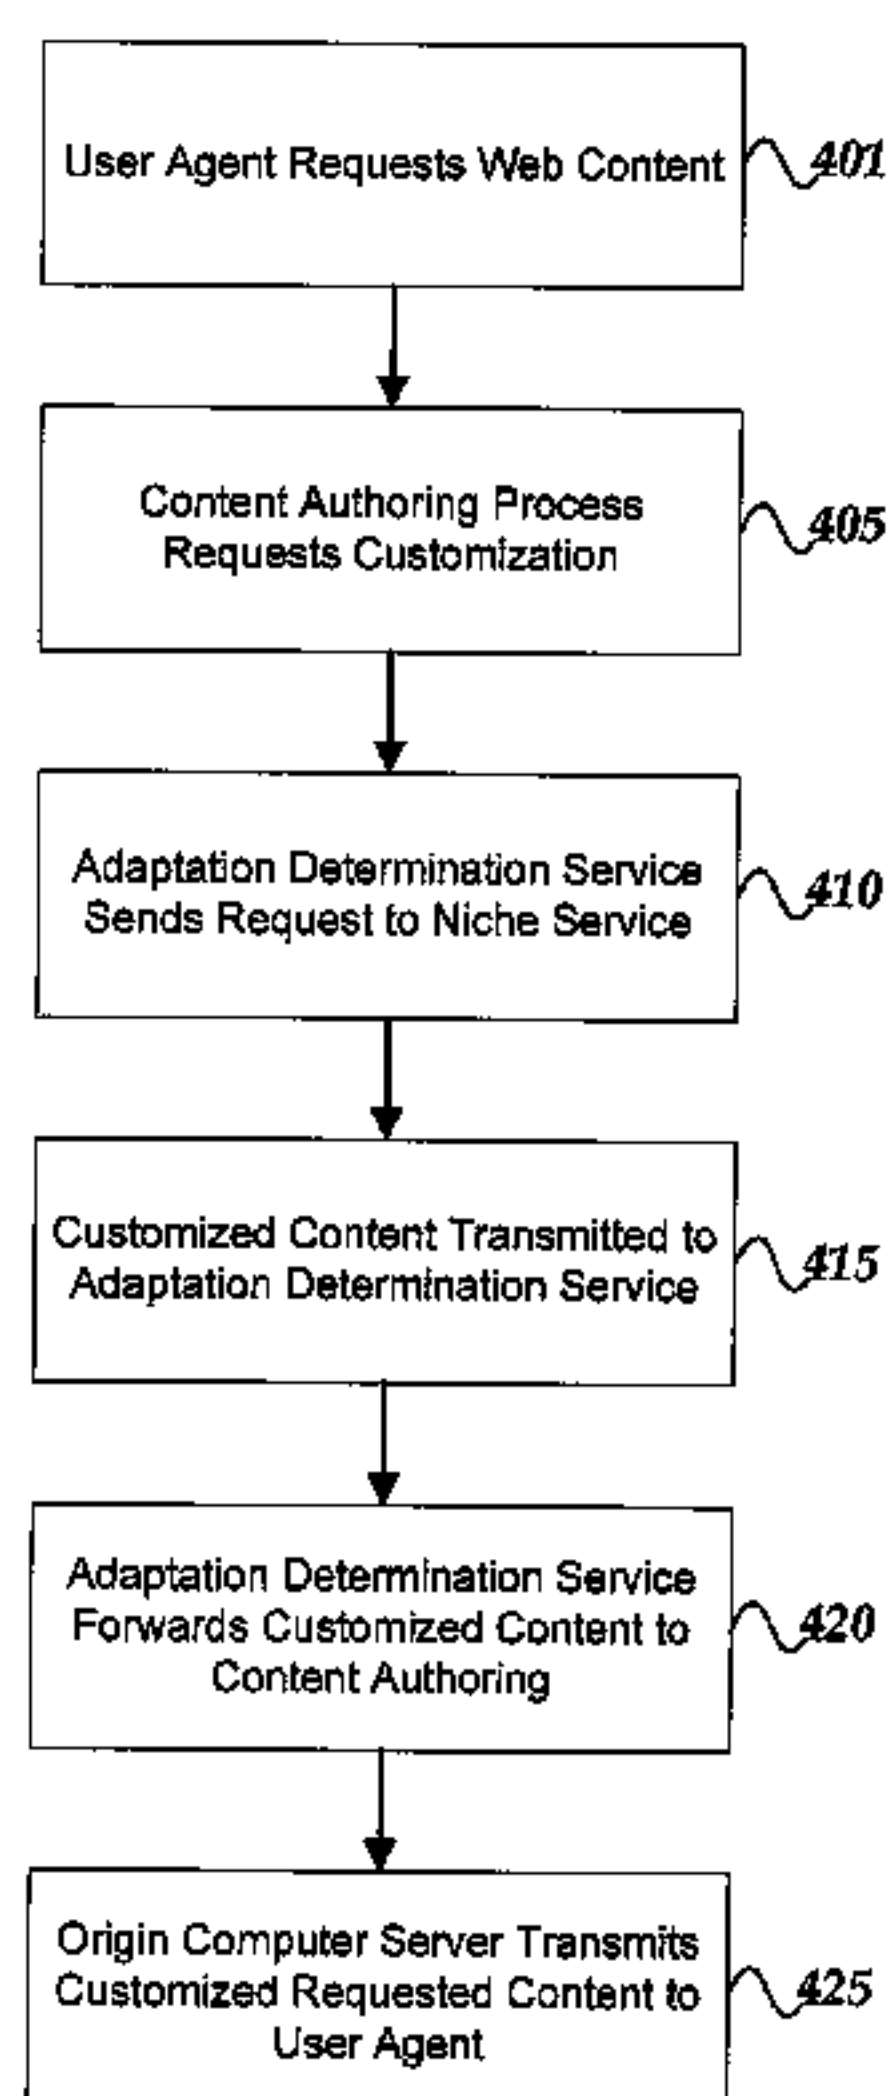 User Agent Requests Web Content
401
Content Authoring Process
Requests Customization
405
Adaptation Determination Service
Sends Request to Niche Service
410
Customized Content Transmitted to
Adaptation Determination Service
415
Adaptation Determination Service
Forwards Customized Content to
Content Authoring
420
Origin Computer Server Transmits
Customized Requested Content to
User Agent
425